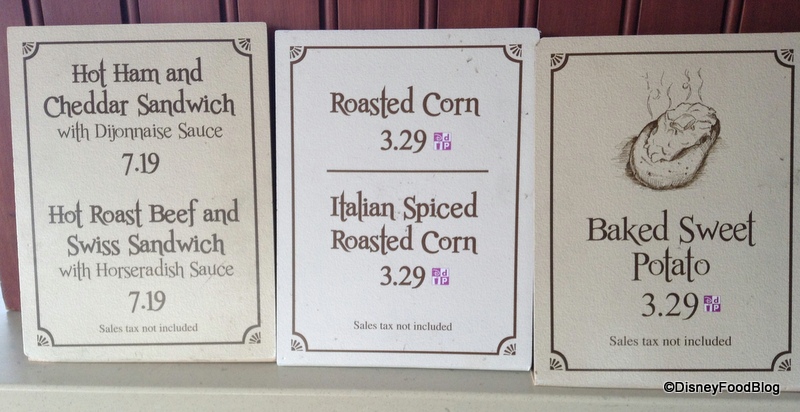 Hot Ham and
Cheddar Sandwich
with Dijonnaise Sauce
7.19
Hot Roast Beef and
Swiss Sandwich
with Horseradish Sauce
7.19
Sales tax not included
Roasted Corn
3.29
Italian Spiced
Roasted Corn
3.29
Sales tax not included
Baked Sweet
Potato
3.29
Sales tax not included
©DisneyFoodBlog